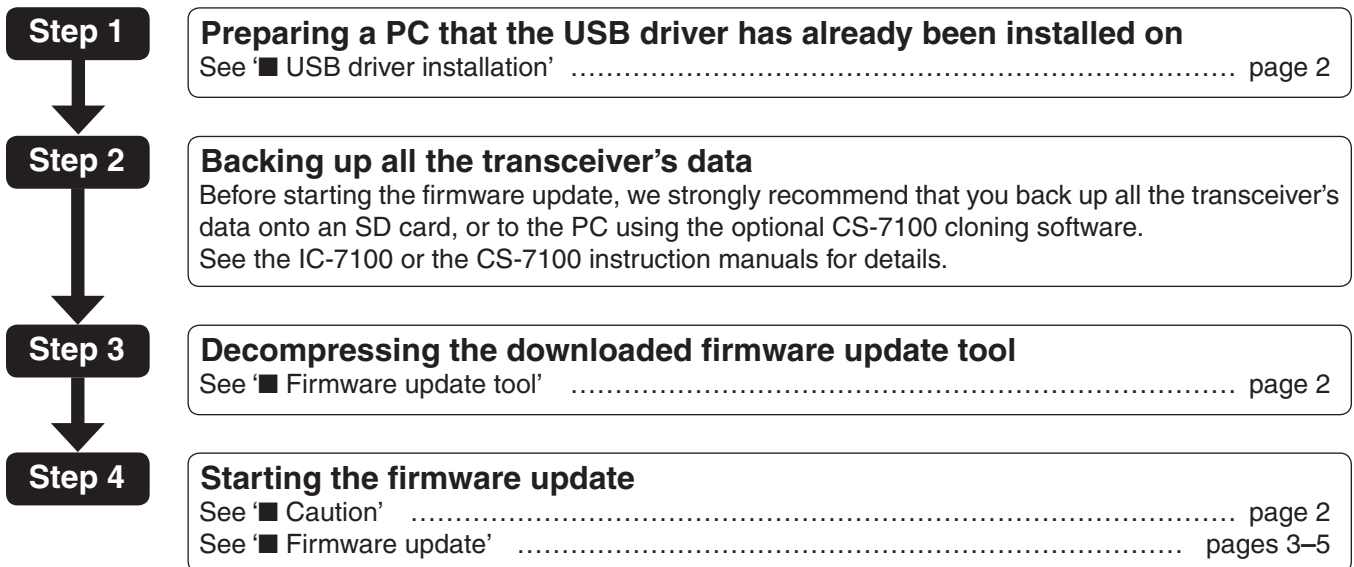 Step 1
Preparing a PC that the USB driver has already been installed on
See ‘■ USB driver installation’ ........................................................................... page 2
Step 2
Backing up all the transceiver’s data
Before starting the firmware update, we strongly recommend that you back up all the transceiver’s
data onto an SD card, or to the PC using the optional CS-7100 cloning software.
See the IC-7100 or the CS-7100 instruction manuals for details.
Step 3
Decompressing the downloaded firmware update tool
See ‘■ Firmware update tool’ ........................................................................... page 2
Step 4
Starting the firmware update
See ‘■ Caution’ ............................................................................................. page 2
See ‘■ Firmware update’ ........................................................................... pages 3–5